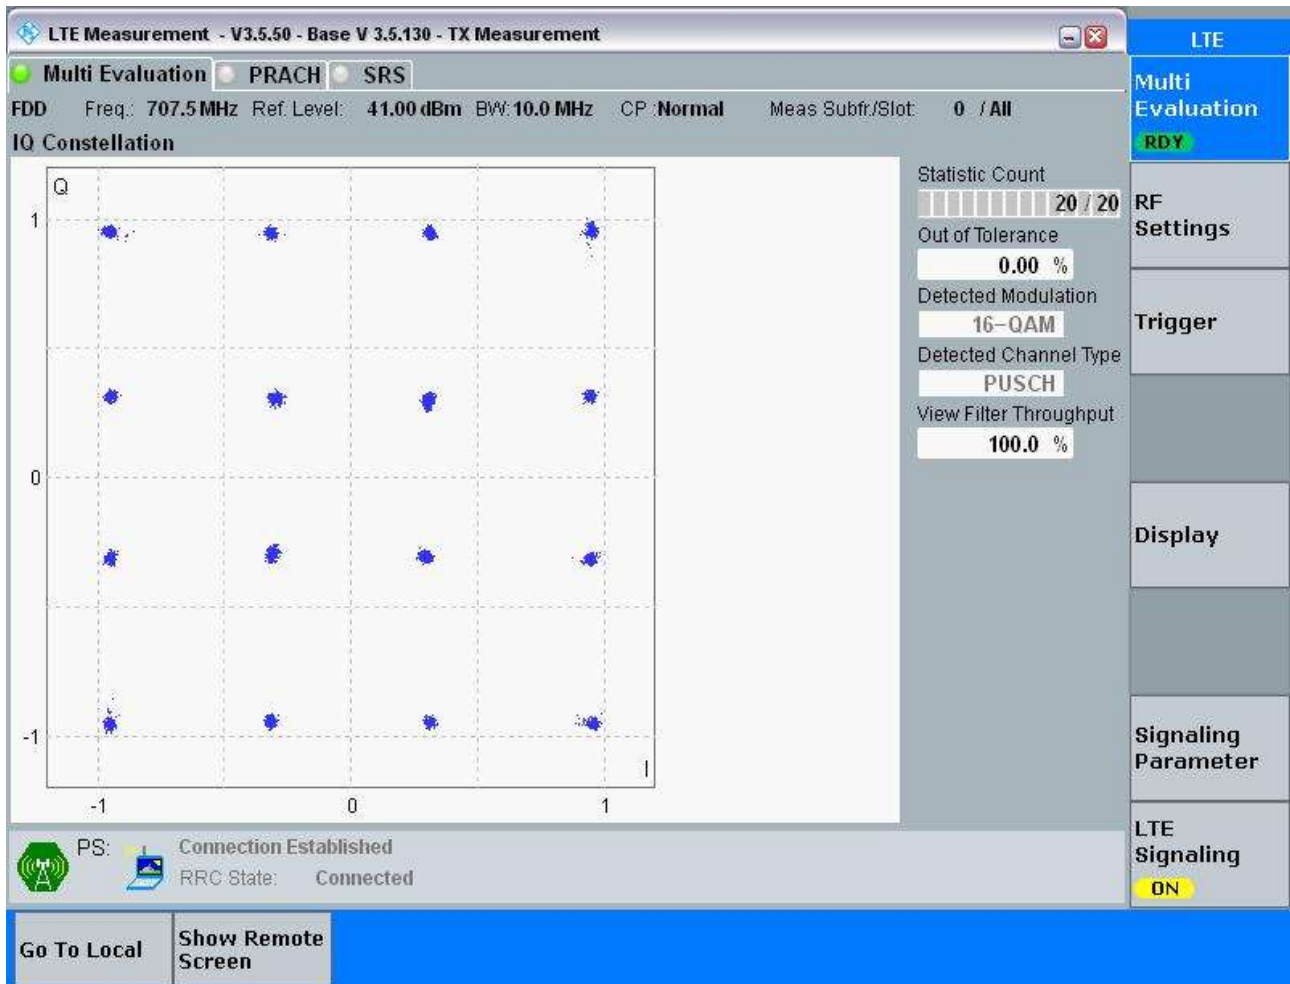 LTE Measurement - V3.5.50 - Base V 3.5.130 - TX Measurement
LTE
Multi Evaluation PRACH SRS
Multi
Evaluation
RDY
FDD Freq.: 707.5 MHz Ref. Level: 41.00 dBm BW: 10.0 MHz CP :Normal Meas Subfr./Slot: 0 / All
IQ Constellation
Q
1
0
-1
-1
0
1
I
Statistic Count
20 / 20
Out of Tolerance
0.00 %
Detected Modulation
16-QAM
Detected Channel Type
PUSCH
View Filter Throughput
100.0 %
RF
Settings
Trigger
Display
Signaling
Parameter
LTE
Signaling
ON
PS: Connection Established
RRC State: Connected
Go To Local
Show Remote
Screen